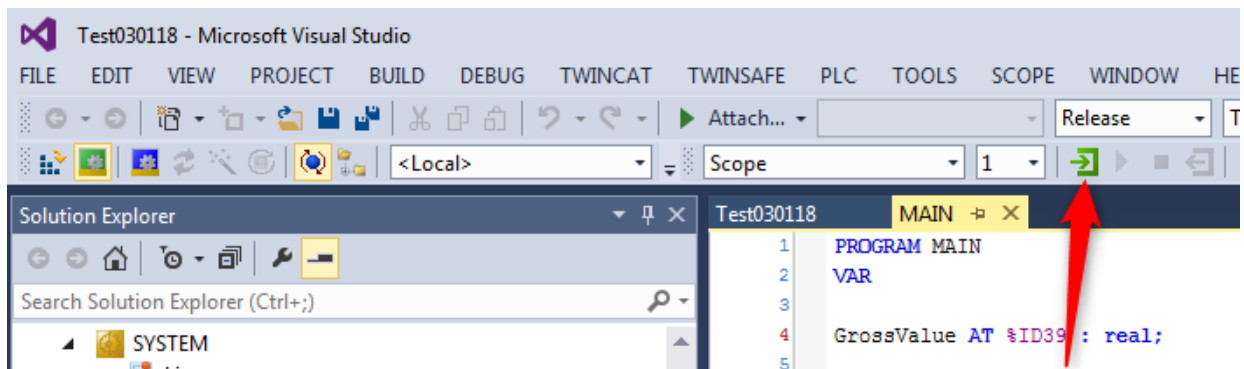 Test030118 - Microsoft Visual Studio
FILE EDIT VIEW PROJECT BUILD DEBUG TWINCAT TWINSAFE PLC TOOLS SCOPE WINDOW HE
Attach... Release T
<Local> Scope 1
Solution Explorer
Test030118 MAIN
Search Solution Explorer (Ctrl+;)
SYSTEM
1 PROGRAM MAIN
2 VAR
3
4 GrossValue AT %ID39 : real;
5